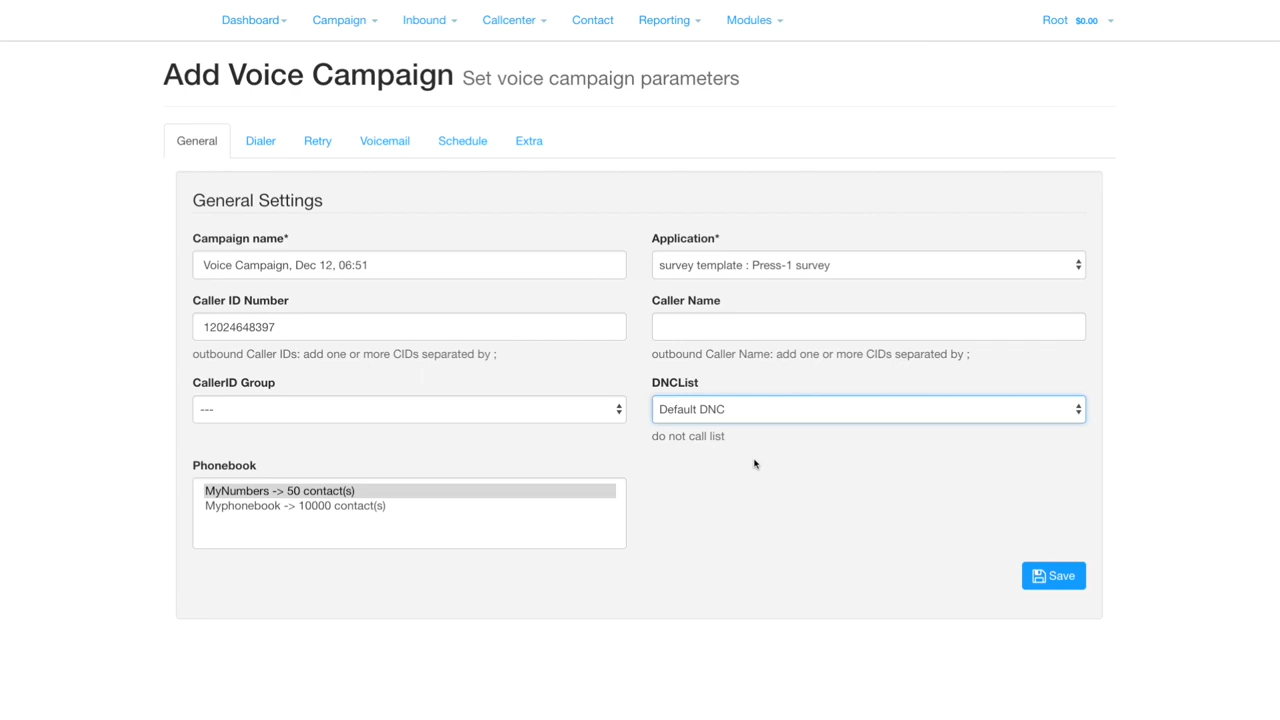 Dashboard Campaign Inbound Callcenter Contact Reporting Modules Root $0.00
Add Voice Campaign Set voice campaign parameters
General Dialer Retry Voicemail Schedule Extra
General Settings
Campaign name* Application*
Voice Campaign, Dec 12, 06:51 survey template : Press-1 survey
Caller ID Number Caller Name
12024648397
outbound Caller IDs: add one or more CIDs separated by ; outbound Caller Name: add one or more CIDs separated by ;
CallerID Group DNCList
--- Default DNC
do not call list
Phonebook
MyNumbers -> 50 contact(s)
Myphonebook -> 10000 contact(s)
Save